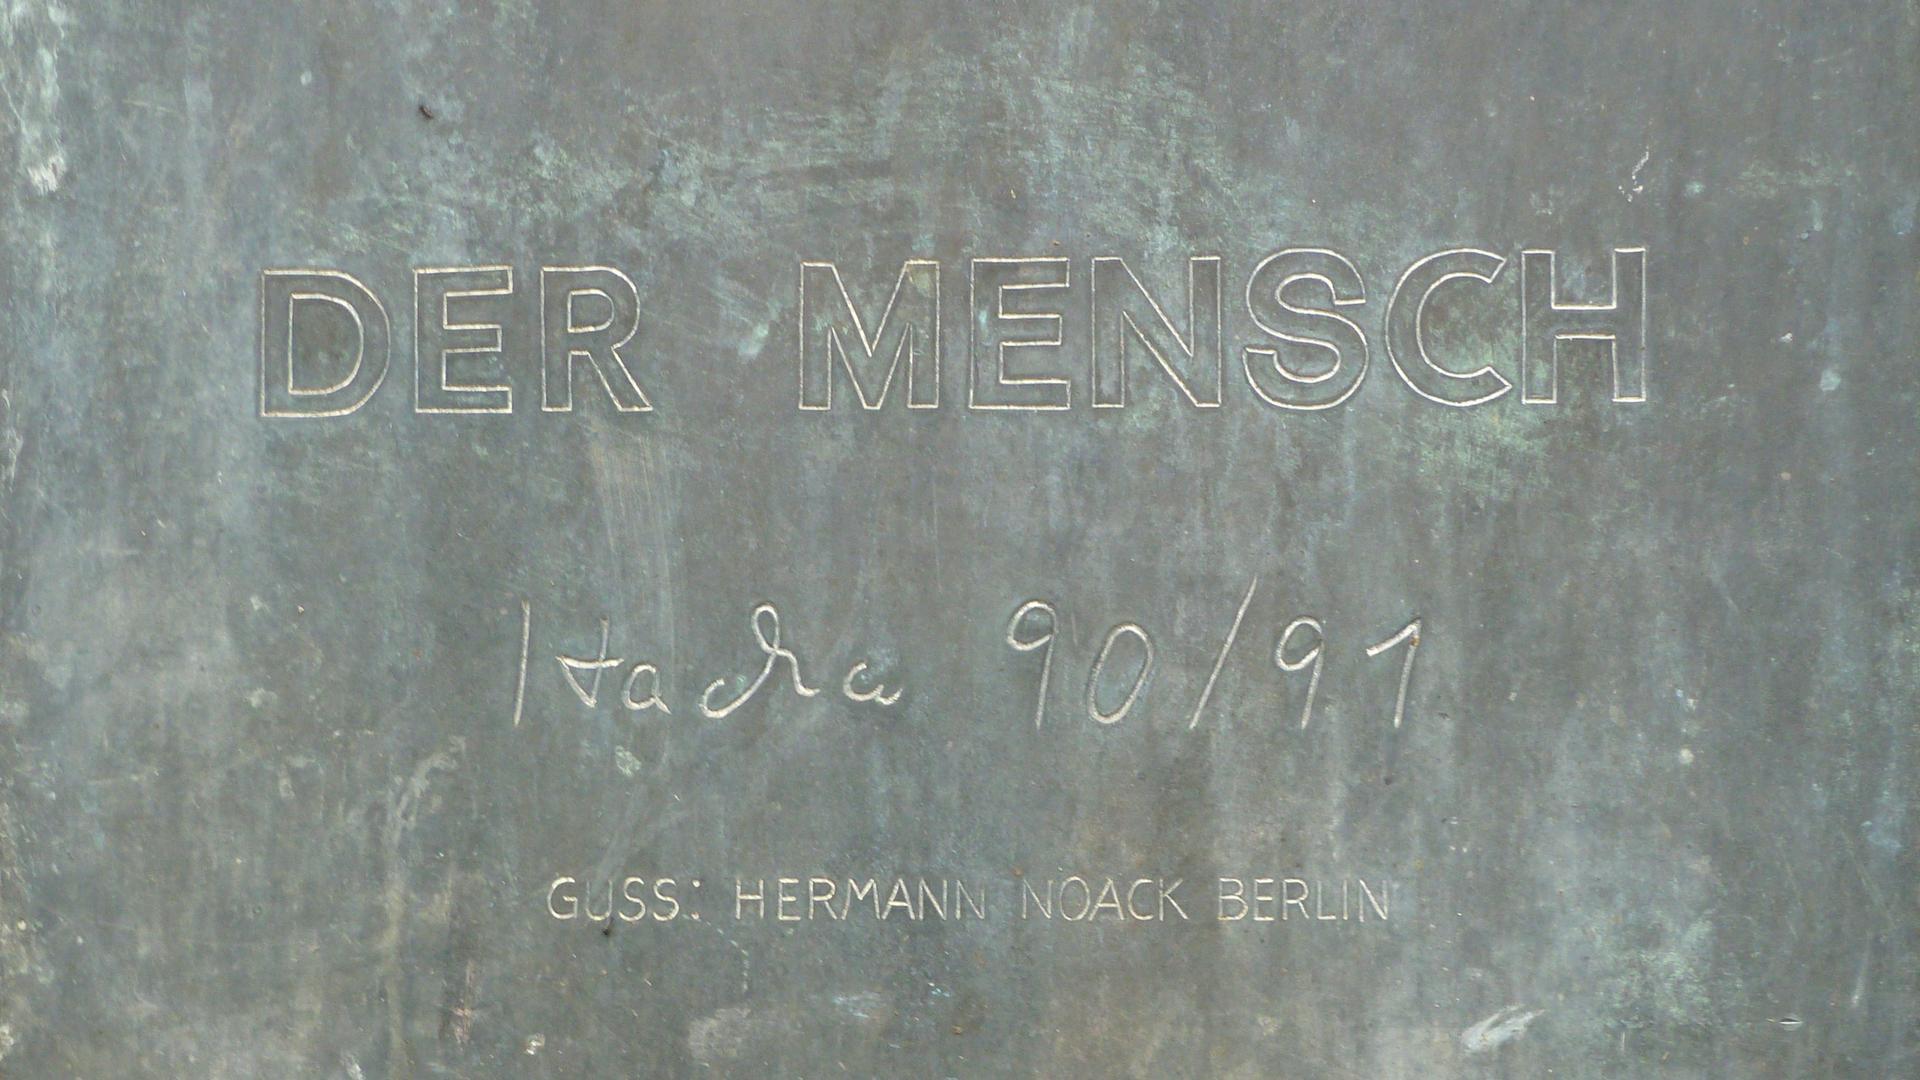 DER MENSCH
90/91
GUSS: HERMANN NOACK BERLIN